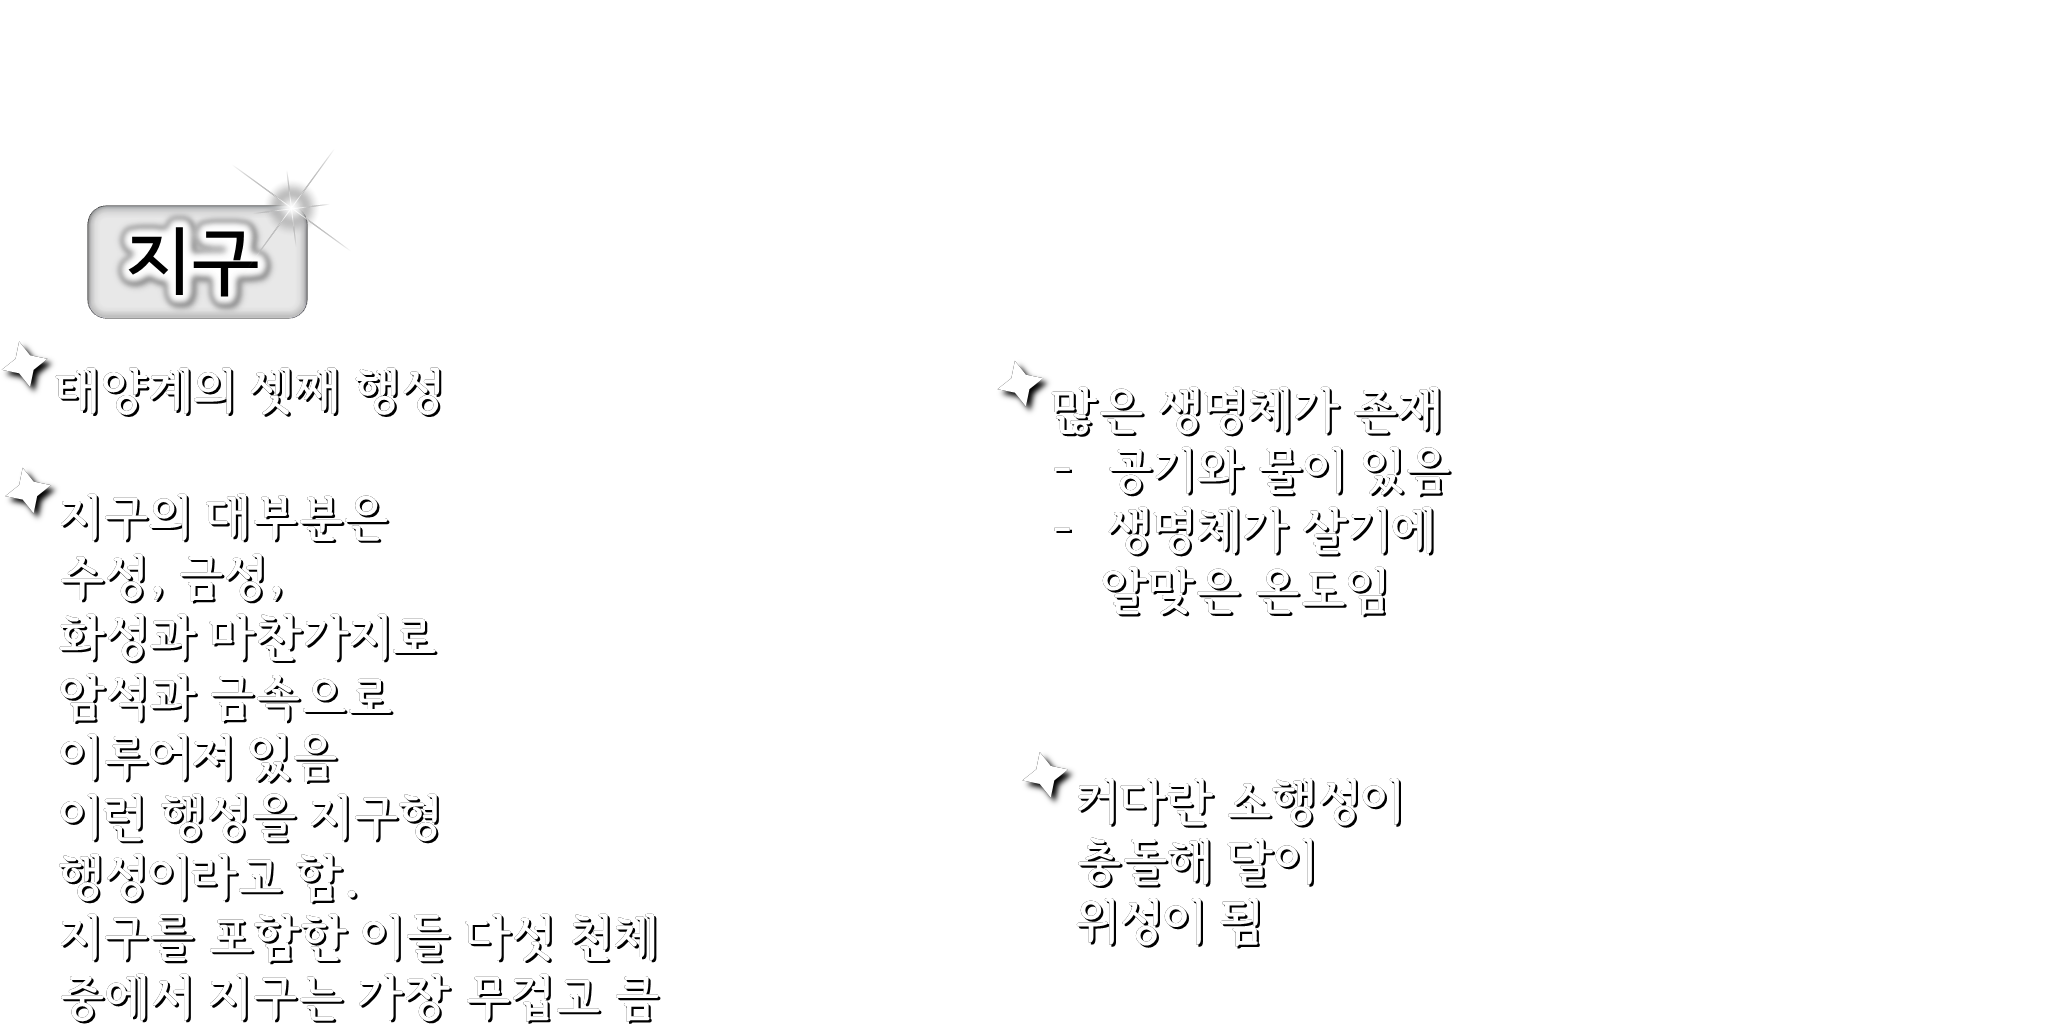 지구
태양계의 셋째 행성
지구의 대부분은
수성, 금성,
화성과 마찬가지로
암석과 금속으로
이루어져 있음
이런 행성을 지구형
행성이라고 함.
지구를 포함한 이들 다섯 천체
중에서 지구는 가장 무겁고 큼
많은 생명체가 존재
- 공기와 물이 있음
- 생명체가 살기에
알맞은 온도임
커다란 소행성이
충돌해 달이
위성이 됨